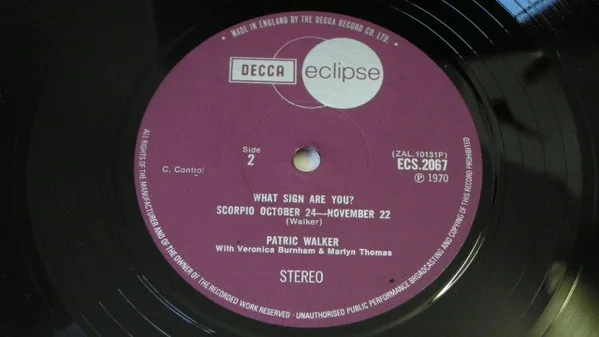 • MADE IN ENGLAND BY THE DECCA RECORD CO. LTD. •
DECCA eclipse
Side
2
(ZAL. 10131P)
ECS.2067
℗ 1970
C. Control
WHAT SIGN ARE YOU?
SCORPIO OCTOBER 24—NOVEMBER 22
(Walker)
PATRIC WALKER
With Veronica Burnham & Martyn Thomas
STEREO
ALL RIGHTS OF THE MANUFACTURER AND OF THE OWNER OF THE RECORDED WORK RESERVED · UNAUTHORISED PUBLIC PERFORMANCE BROADCASTING AND COPYING OF THIS RECORD PROHIBITED